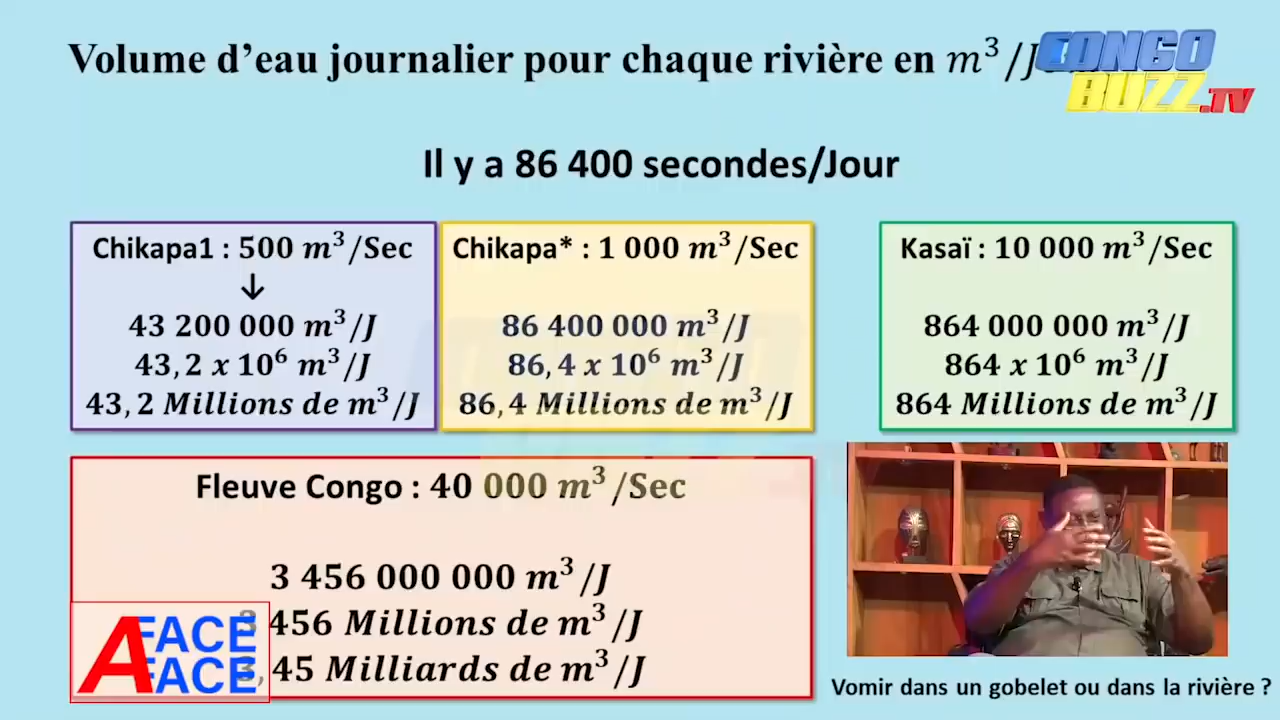 Volume d'eau journalier pour chaque rivière en m³/J
CONGO
BUZZ.TV
Il y a 86 400 secondes/Jour
Chikapa1 : 500 m³/Sec
↓
43 200 000 m³/J
43,2 x 10⁶ m³/J
43,2 Millions de m³/J
Chikapa* : 1 000 m³/Sec
86 400 000 m³/J
86,4 x 10⁶ m³/J
86,4 Millions de m³/J
Kasaï : 10 000 m³/Sec
864 000 000 m³/J
864 x 10⁶ m³/J
864 Millions de m³/J
Fleuve Congo : 40 000 m³/Sec
3 456 000 000 m³/J
3 456 Millions de m³/J
3,45 Milliards de m³/J
A FACE
FACE
Vomir dans un gobelet ou dans la rivière ?